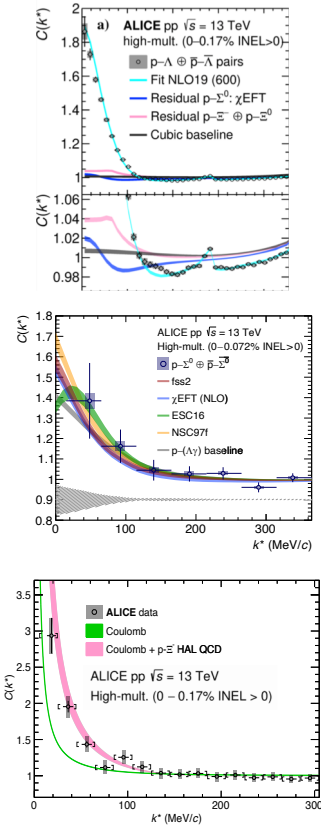 a) ALICE pp √s = 13 TeV
high-mult. (0–0.17% INEL>0)
p–Λ ⊕ p̅–Λ̅ pairs
Fit NLO19 (600)
Residual p–Σ⁰: χEFT
Residual p–Ξ⁻ ⊕ p–Ξ⁰
Cubic baseline
C(k*)
2
1.8
1.6
1.4
1.2
1
C(k*)
1.06
1.04
1.02
1
0.98
ALICE pp √s = 13 TeV
High-mult. (0–0.072% INEL>0)
p–Σ⁰ ⊕ p̅–Σ̅⁰
fss2
χEFT (NLO)
ESC16
NSC97f
p–(Λγ) baseline
C(k*)
1.8
1.7
1.6
1.5
1.4
1.3
1.2
1.1
1.0
0.9
0.8
0 100 200 300
k* (MeV/c)
ALICE data
Coulomb
Coulomb + p-Ξ⁻ HAL QCD
ALICE pp √s = 13 TeV
High-mult. (0 – 0.17% INEL > 0)
C(k*)
3.5
3
2.5
2
1.5
1
0 100 200 300
k* (MeV/c)